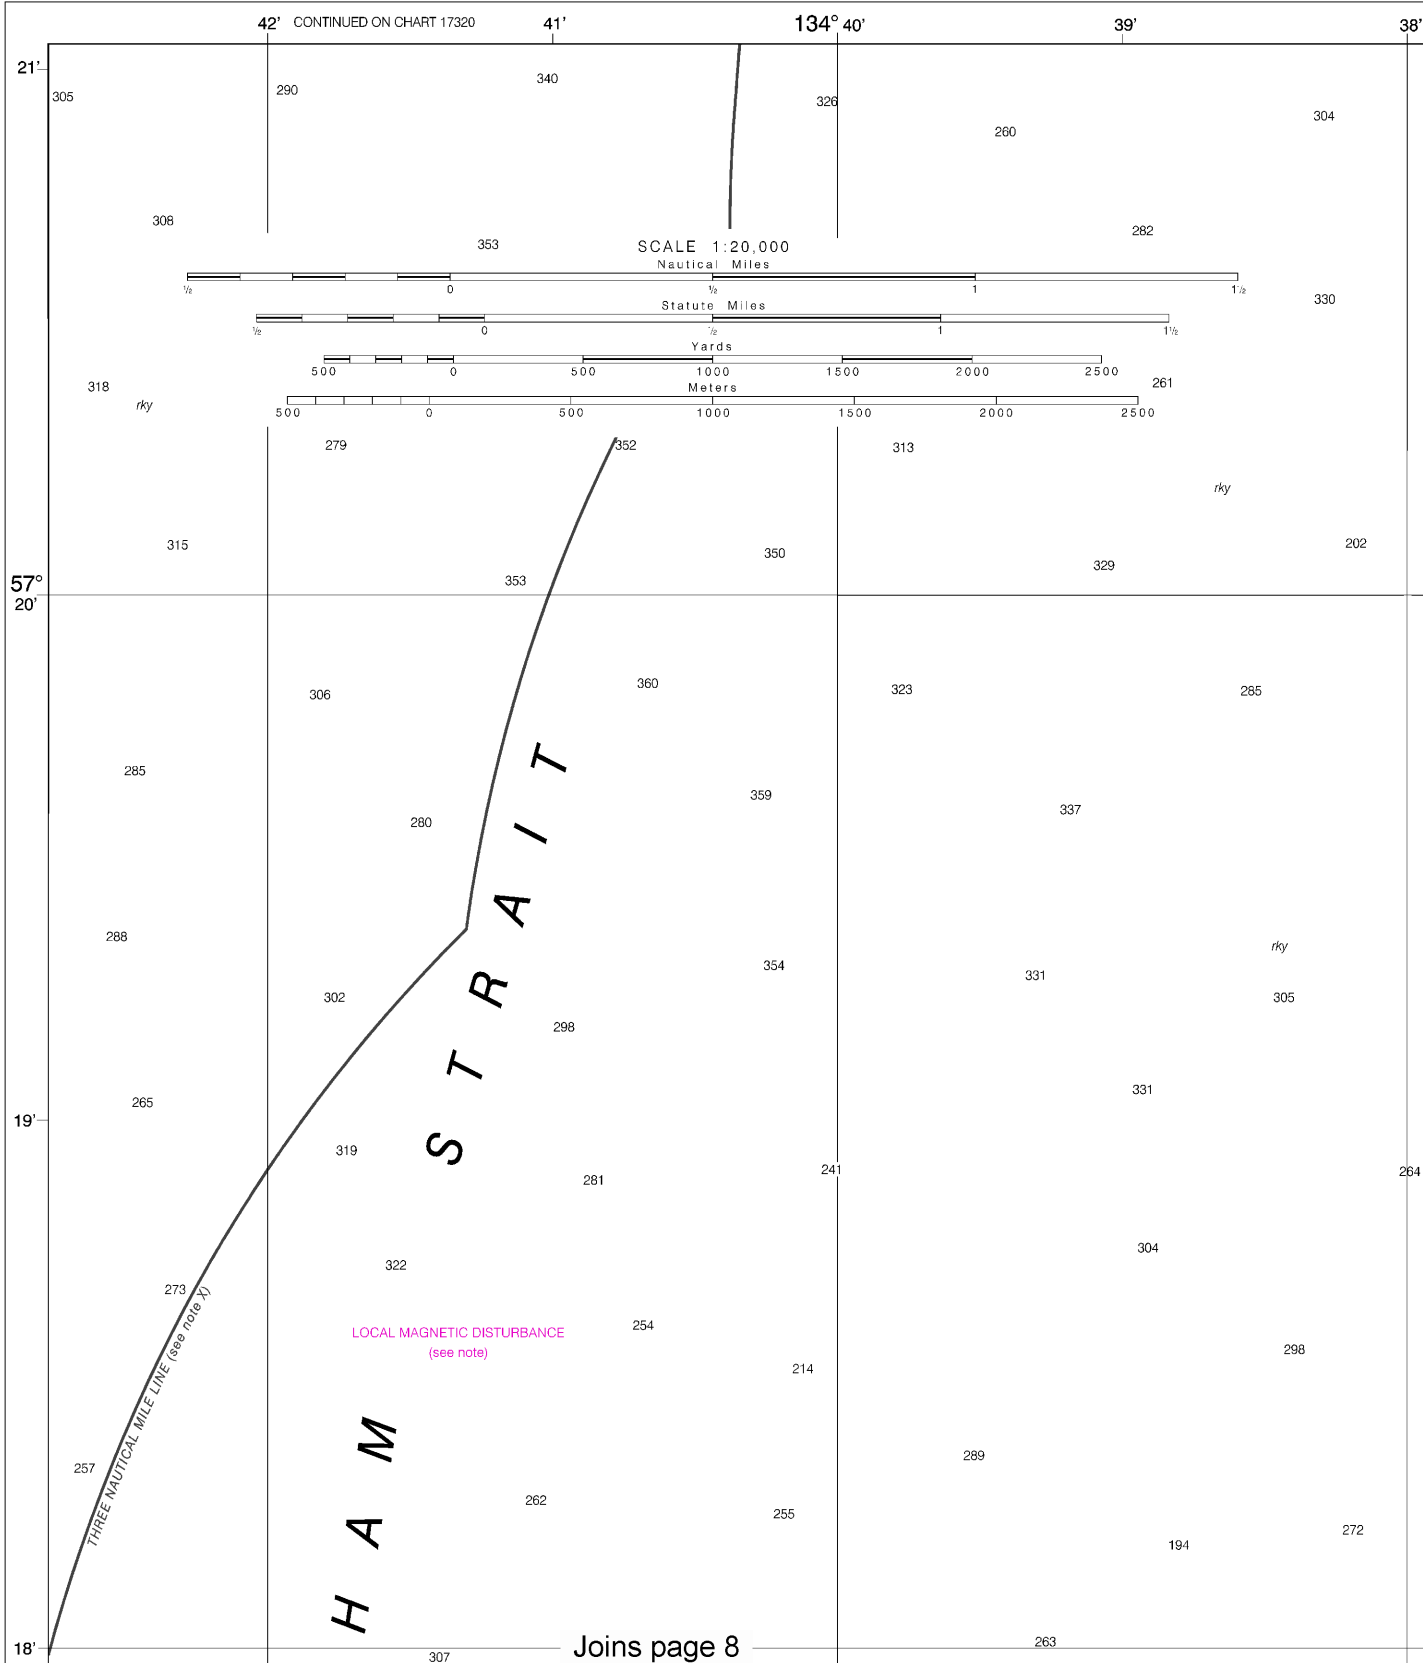 42' CONTINUED ON CHART 17320 41' 134° 40' 39' 38'
21'
305 290 340 326 260 304
308 353 282
SCALE 1:20,000
Nautical Miles
½ 0 ½ 1 1½
330
Statute Miles
½ 0 ½ 1 1½
Yards
500 0 500 1000 1500 2000 2500
318 Meters 261
rky
500 0 500 1000 1500 2000 2500
279 352 313
rky
315 350 202
329
57°
20'
353
306 360 323 285
285 359 337
280
288 354 rky
302 331 305
298
265 331
19'
319 281 241 264
322 304
273
THREE NAUTICAL MILE LINE (see note X)
LOCAL MAGNETIC DISTURBANCE
(see note)
254 298
214
257 289
262 255 272
194
HAM STRAIT
18' Joins page 8 263
307